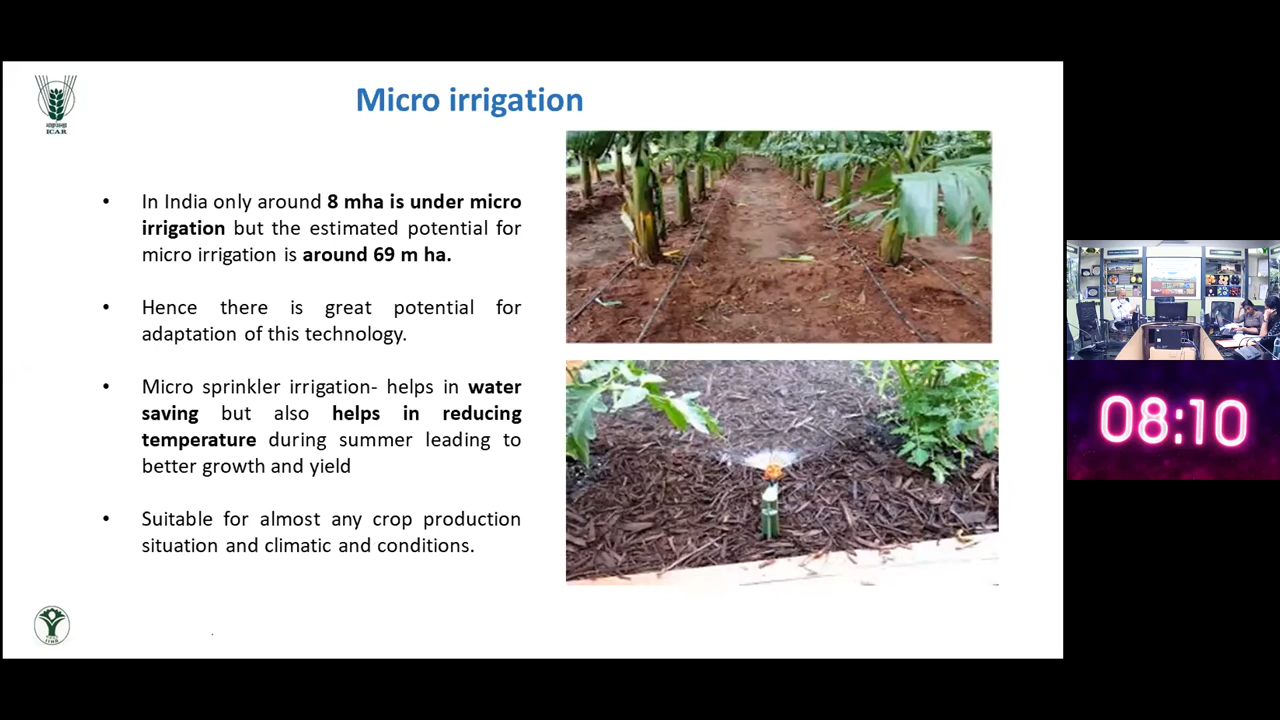 Micro irrigation
ICAR
• In India only around 8 mha is under micro
irrigation but the estimated potential for
micro irrigation is around 69 m ha.
• Hence there is great potential for
adaptation of this technology.
• Micro sprinkler irrigation- helps in water
saving but also helps in reducing
temperature during summer leading to
better growth and yield
• Suitable for almost any crop production
situation and climatic and conditions.
08:10